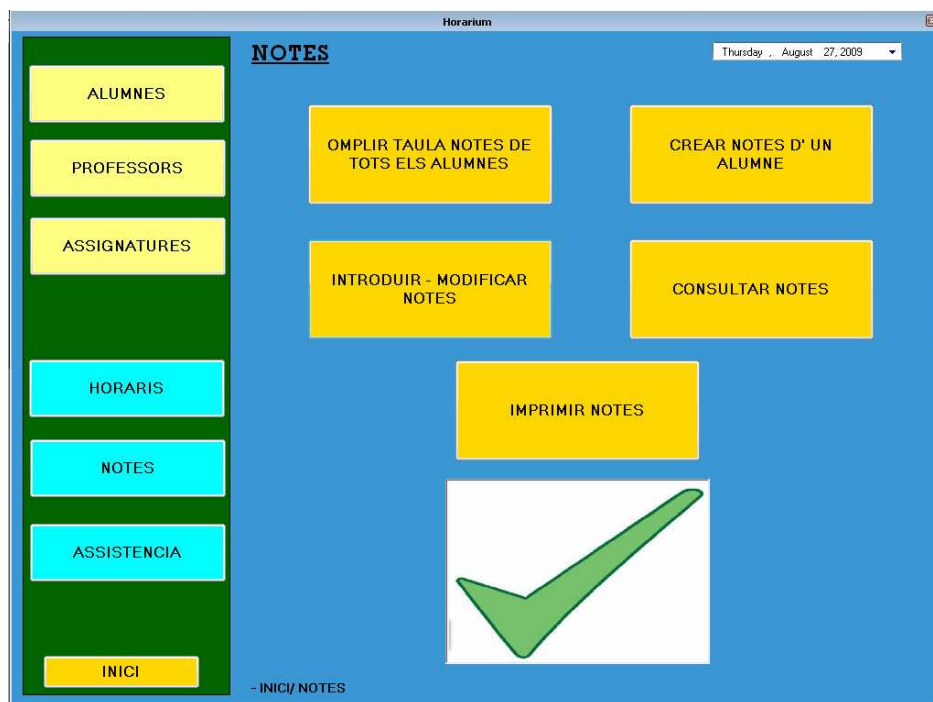 Horarium
NOTES
Thursday , August 27, 2009
ALUMNES
PROFESSORS
ASSIGNATURES
HORARIS
NOTES
ASSISTENCIA
INICI
OMPLIR TAULA NOTES DE
TOTS ELS ALUMNES
CREAR NOTES D' UN
ALUMNE
INTRODUIR - MODIFICAR
NOTES
CONSULTAR NOTES
IMPRIMIR NOTES
- INICI/ NOTES